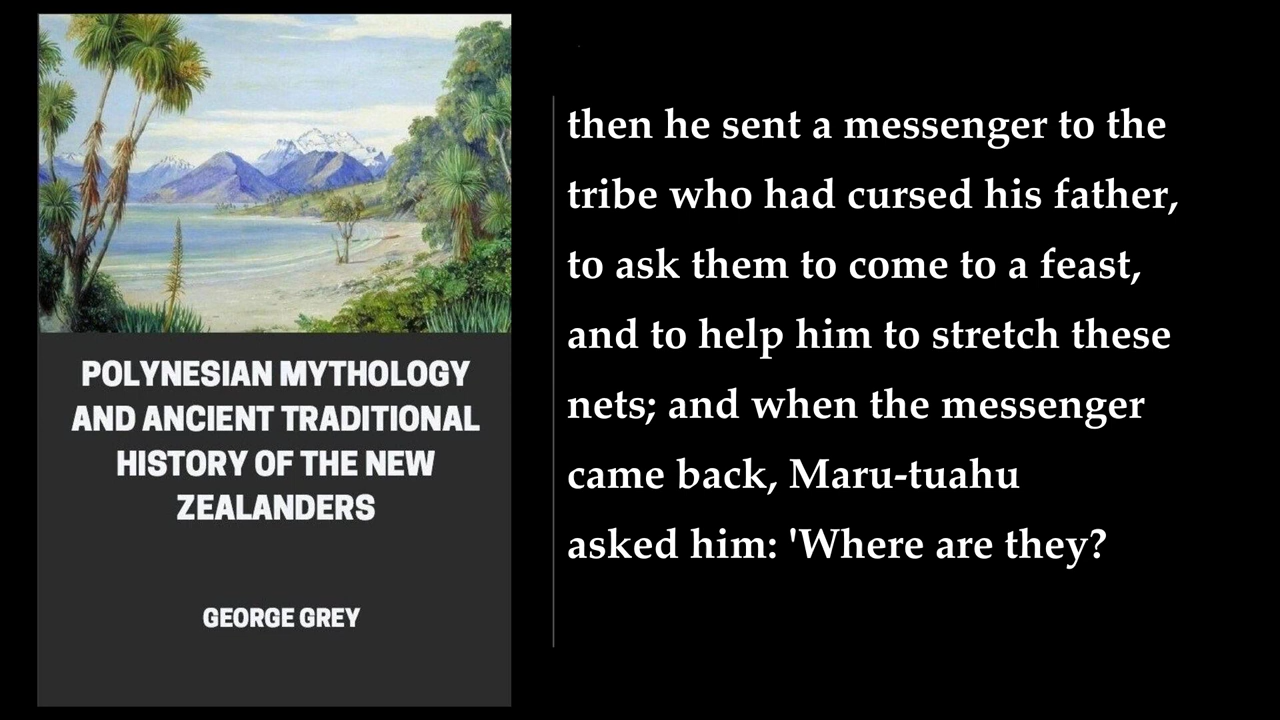 POLYNESIAN MYTHOLOGY
AND ANCIENT TRADITIONAL
HISTORY OF THE NEW
ZEALANDERS
GEORGE GREY
then he sent a messenger to the
tribe who had cursed his father,
to ask them to come to a feast,
and to help him to stretch these
nets; and when the messenger
came back, Maru-tuahu
asked him: 'Where are they?